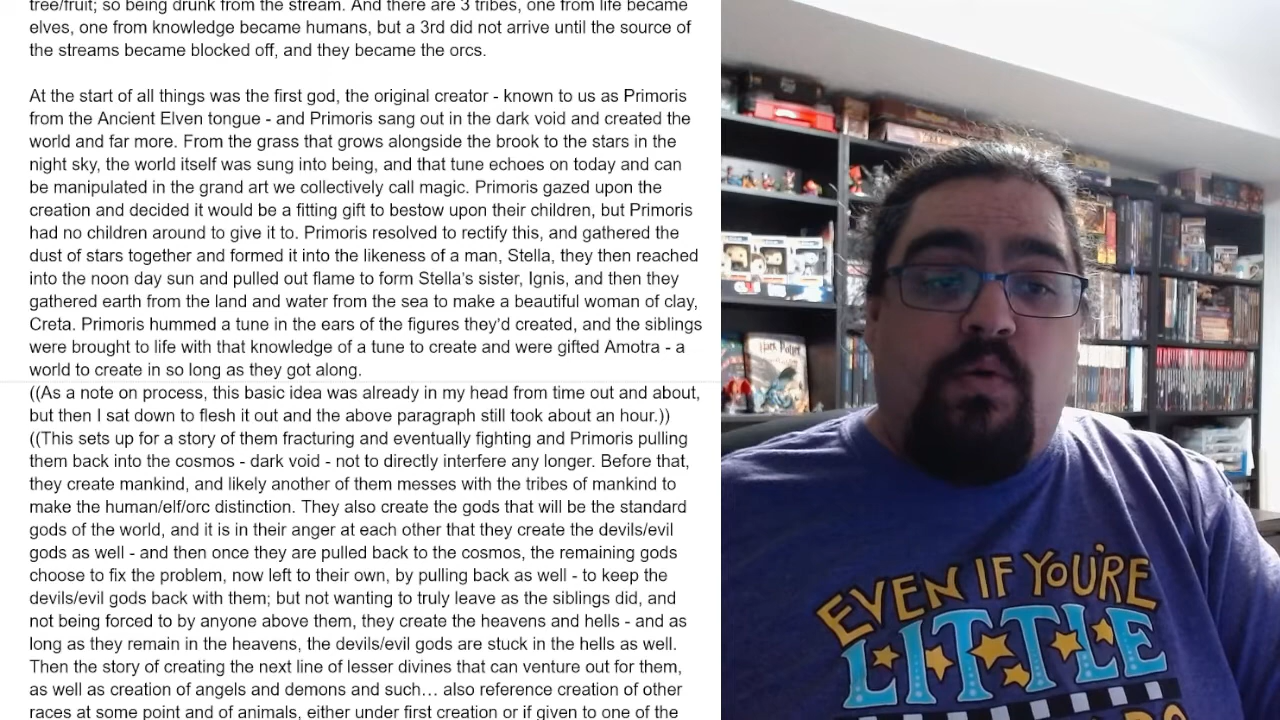 tree/fruit; so being drunk from the stream. And there are 3 tribes, one from life became
elves, one from knowledge became humans, but a 3rd did not arrive until the source of
the streams became blocked off, and they became the orcs.
At the start of all things was the first god, the original creator - known to us as Primoris
from the Ancient Elven tongue - and Primoris sang out in the dark void and created the
world and far more. From the grass that grows alongside the brook to the stars in the
night sky, the world itself was sung into being, and that tune echoes on today and can
be manipulated in the grand art we collectively call magic. Primoris gazed upon the
creation and decided it would be a fitting gift to bestow upon their children, but Primoris
had no children around to give it to. Primoris resolved to rectify this, and gathered the
dust of stars together and formed it into the likeness of a man, Stella, they then reached
into the noon day sun and pulled out flame to form Stella's sister, Ignis, and then they
gathered earth from the land and water from the sea to make a beautiful woman of clay,
Creta. Primoris hummed a tune in the ears of the figures they'd created, and the siblings
were brought to life with that knowledge of a tune to create and were gifted Amotra - a
world to create in so long as they got along.
((As a note on process, this basic idea was already in my head from time out and about,
but then I sat down to flesh it out and the above paragraph still took about an hour.))
((This sets up for a story of them fracturing and eventually fighting and Primoris pulling
them back into the cosmos - dark void - not to directly interfere any longer. Before that,
they create mankind, and likely another of them messes with the tribes of mankind to
make the human/elf/orc distinction. They also create the gods that will be the standard
gods of the world, and it is in their anger at each other that they create the devils/evil
gods as well - and then once they are pulled back to the cosmos, the remaining gods
choose to fix the problem, now left to their own, by pulling back as well - to keep the
devils/evil gods back with them; but not wanting to truly leave as the siblings did, and
not being forced to by anyone above them, they create the heavens and hells - and as
long as they remain in the heavens, the devils/evil gods are stuck in the hells as well.
Then the story of creating the next line of lesser divines that can venture out for them,
as well as creation of angels and demons and such… also reference creation of other
races at some point and of animals, either under first creation or if given to one of the
Harry Potter
EVEN IF YOU'RE
LITTLE